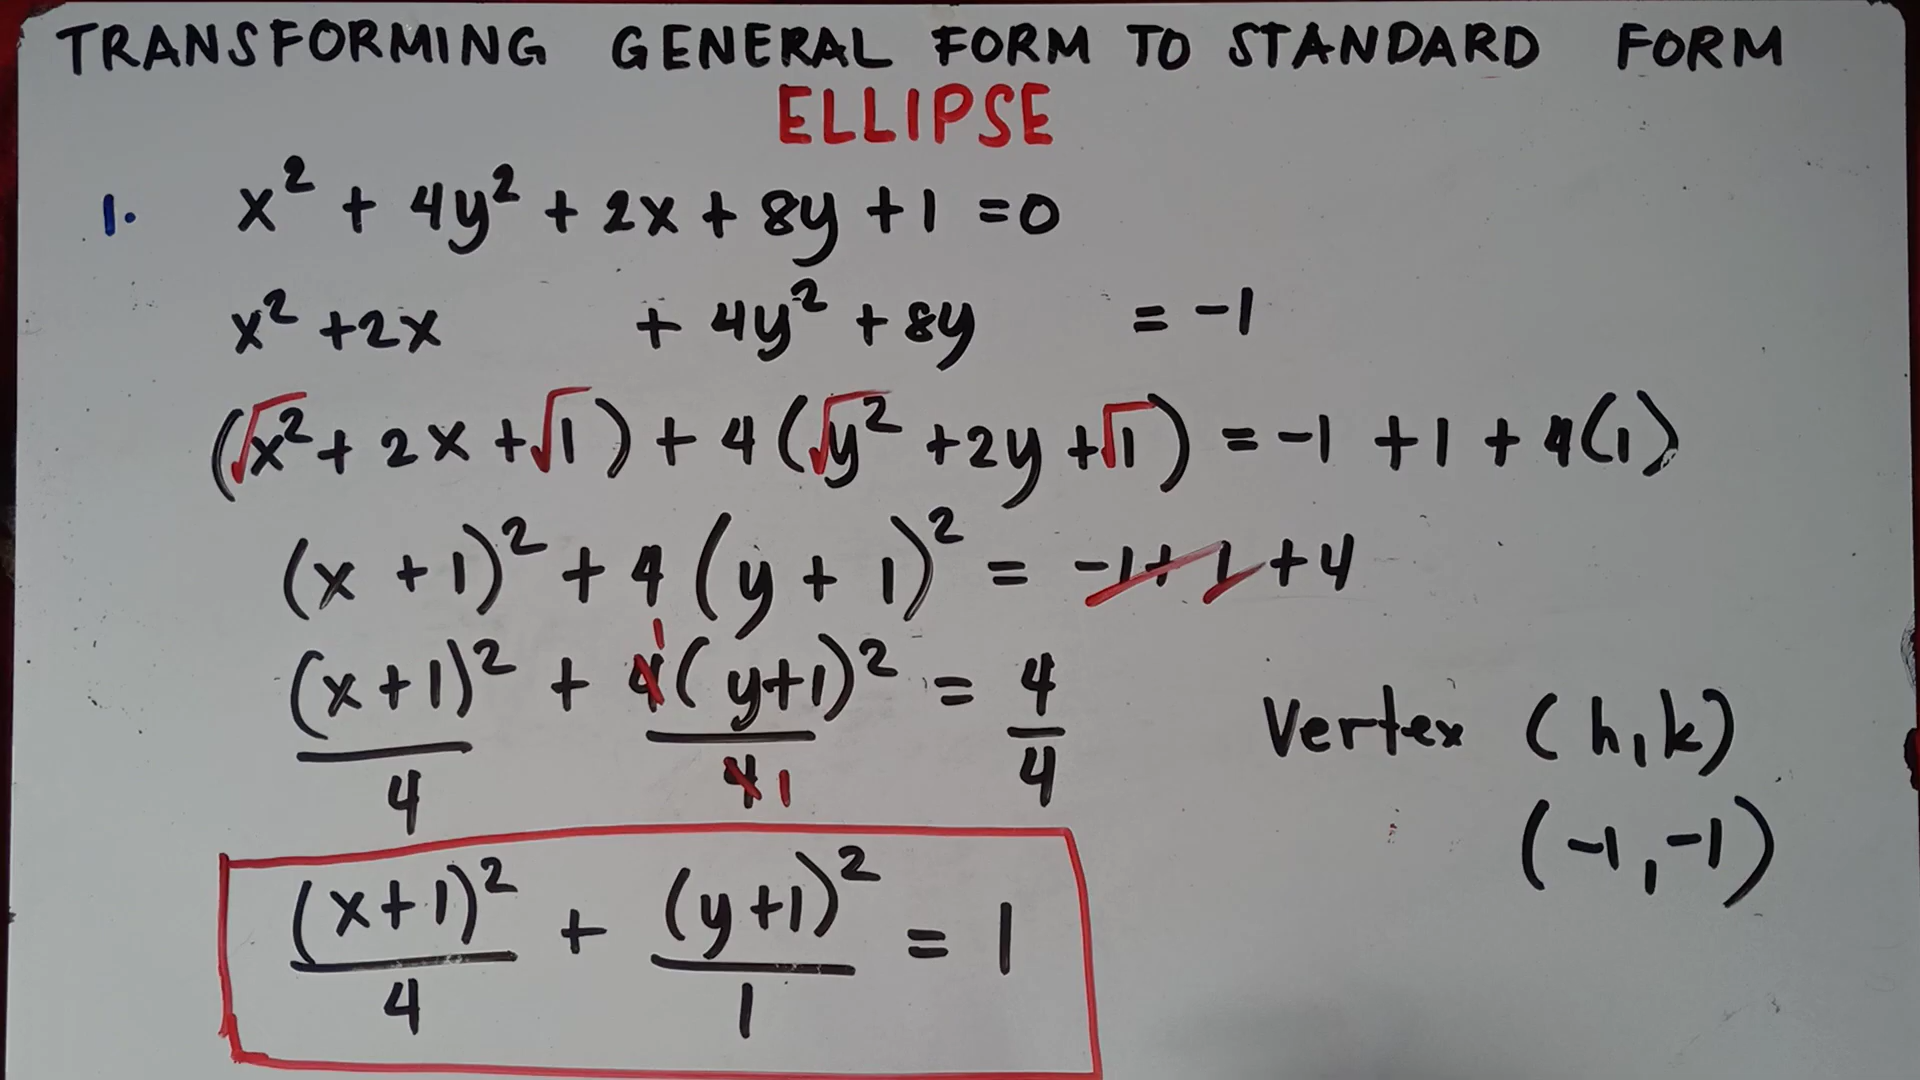 TRANSFORMING GENERAL FORM TO STANDARD FORM
ELLIPSE
1. x² + 4y² + 2x + 8y + 1 = 0
x² + 2x + 4y² + 8y = -1
(√x² + 2x + √1) + 4(√y² + 2y + √1) = -1 + 1 + 4(1)
(x + 1)² + 4(y + 1)² = -1 + 1 + 4
(x+1)²/4 + 4(y+1)²/4 = 4/4
1
1
Vertex (h,k)
(-1,-1)
(x+1)²/4 + (y+1)²/1 = 1